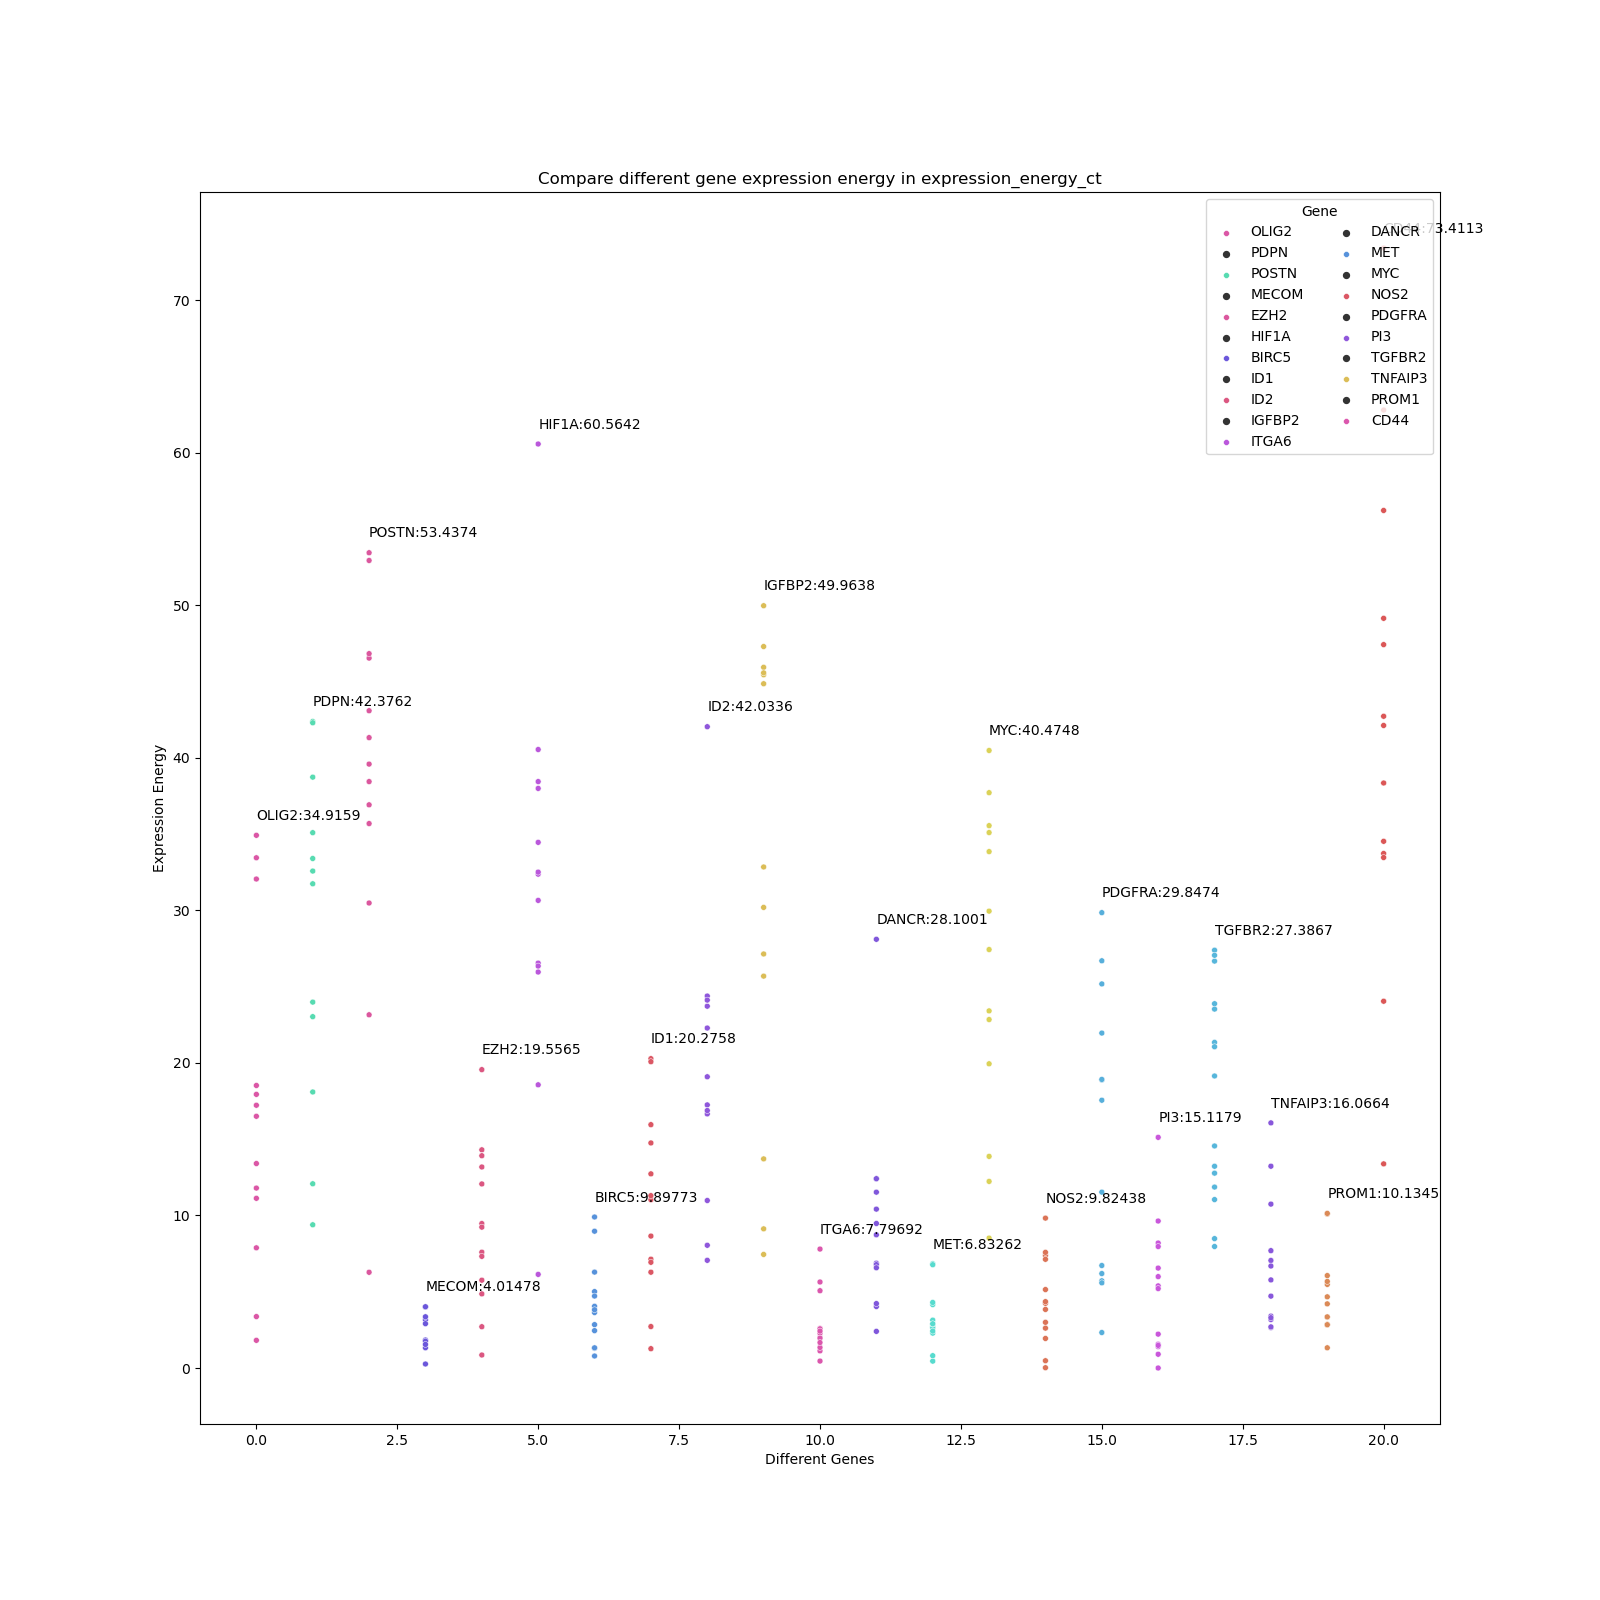 Compare different gene expression energy in expression_energy_ct
Gene
OLIG2
PDPN
POSTN
MECOM
EZH2
HIF1A
BIRC5
ID1
ID2
IGFBP2
ITGA6
DANCR
MET
MYC
NOS2
PDGFRA
PI3
TGFBR2
TNFAIP3
PROM1
CD44
CD44:73.4113
HIF1A:60.5642
POSTN:53.4374
IGFBP2:49.9638
PDPN:42.3762
ID2:42.0336
MYC:40.4748
OLIG2:34.9159
PDGFRA:29.8474
DANCR:28.1001
TGFBR2:27.3867
EZH2:19.5565
ID1:20.2758
TNFAIP3:16.0664
PI3:15.1179
BIRC5:9.89773
NOS2:9.82438
PROM1:10.1345
ITGA6:7.79692
MET:6.83262
MECOM:4.01478
Expression Energy
70
60
50
40
30
20
10
0
0.0 2.5 5.0 7.5 10.0 12.5 15.0 17.5 20.0
Different Genes